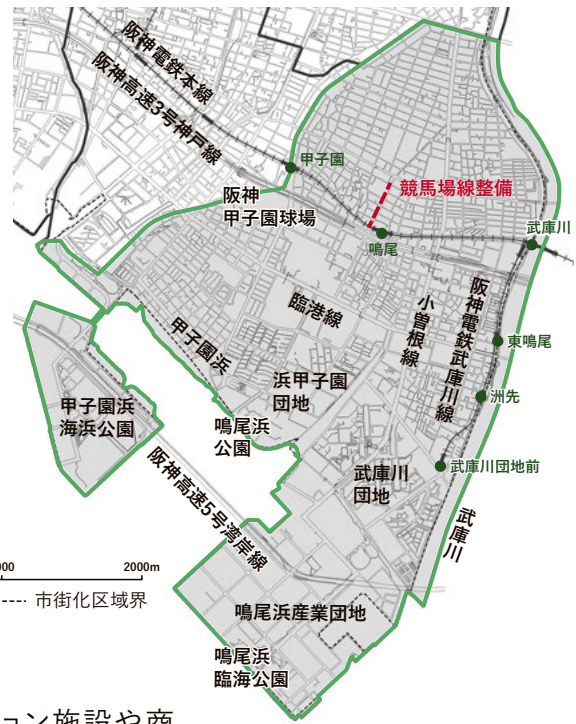 阪神電鉄本線
阪神高速3号神戸線
甲子園
競馬場線整備
阪神
甲子園球場
鳴尾
武庫川
阪神電鉄武庫川線
小曽根線
臨港線
東鳴尾
甲子園浜
浜甲子園
団地
洲先
甲子園浜
海浜公園
鳴尾浜
公園
武庫川団地前
武庫川
団地
阪神高速5号湾岸線
武庫川
2000m
市街化区域界
鳴尾浜産業団地
鳴尾浜
臨海公園
ョン施設や商